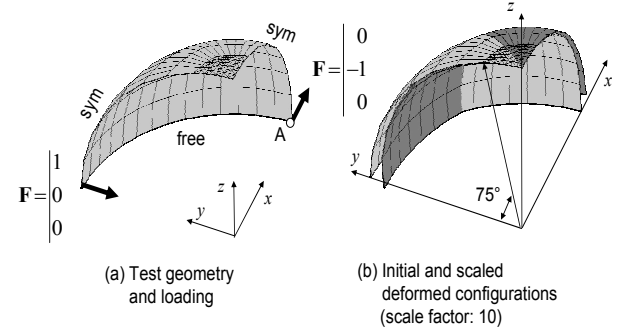 sym
sym
free
A
F = | 1
0
0
F = | 0
−1
0
z
y
x
(a) Test geometry
and loading
z
x
y
75°
(b) Initial and scaled
deformed configurations
(scale factor: 10)